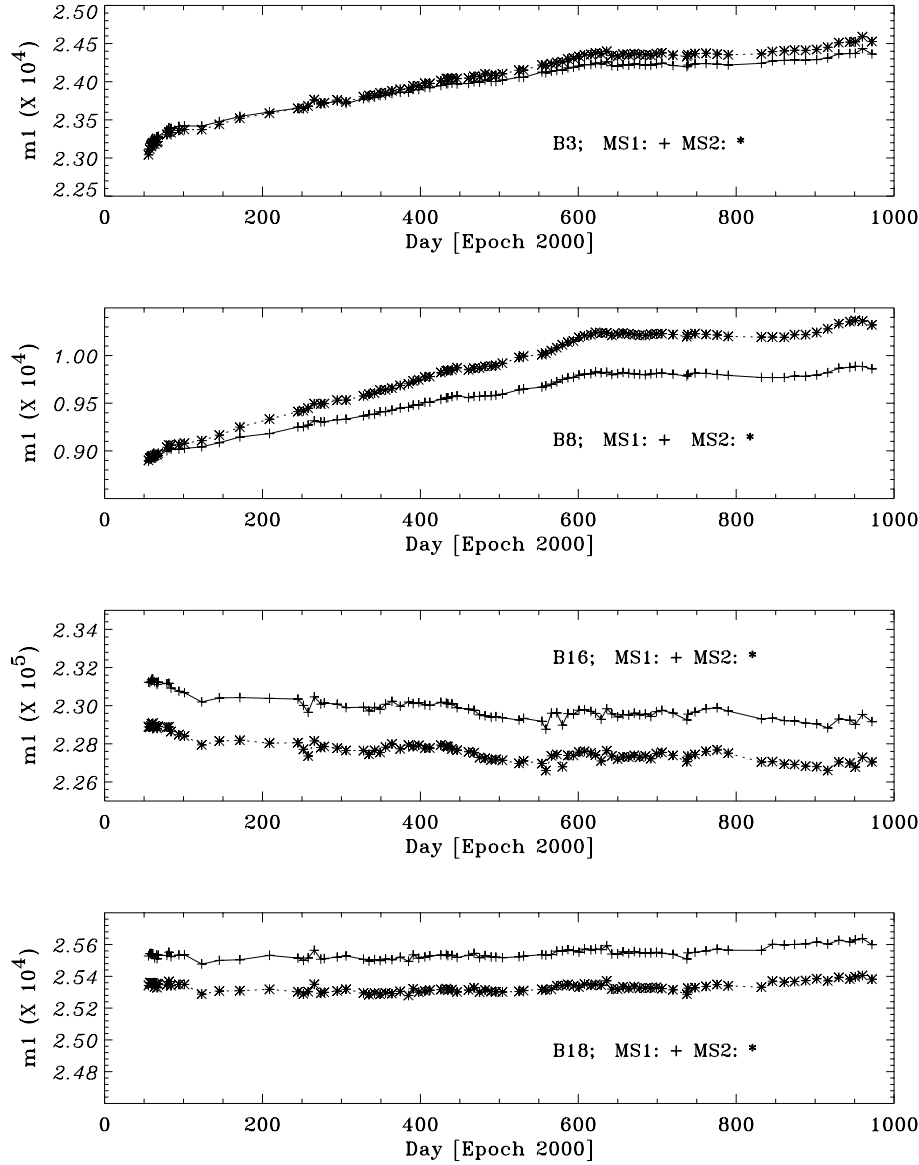 2.50
2.45
2.40
2.35
2.30
2.25
m1 (X 10⁴)
B3; MS1: + MS2: *
0 200 400 600 800 1000
Day [Epoch 2000]
1.00
0.95
0.90
m1 (X 10⁴)
B8; MS1: + MS2: *
0 200 400 600 800 1000
Day [Epoch 2000]
2.34
2.32
2.30
2.28
2.26
m1 (X 10⁵)
B16; MS1: + MS2: *
0 200 400 600 800 1000
Day [Epoch 2000]
2.56
2.54
2.52
2.50
2.48
m1 (X 10⁴)
B18; MS1: + MS2: *
0 200 400 600 800 1000
Day [Epoch 2000]